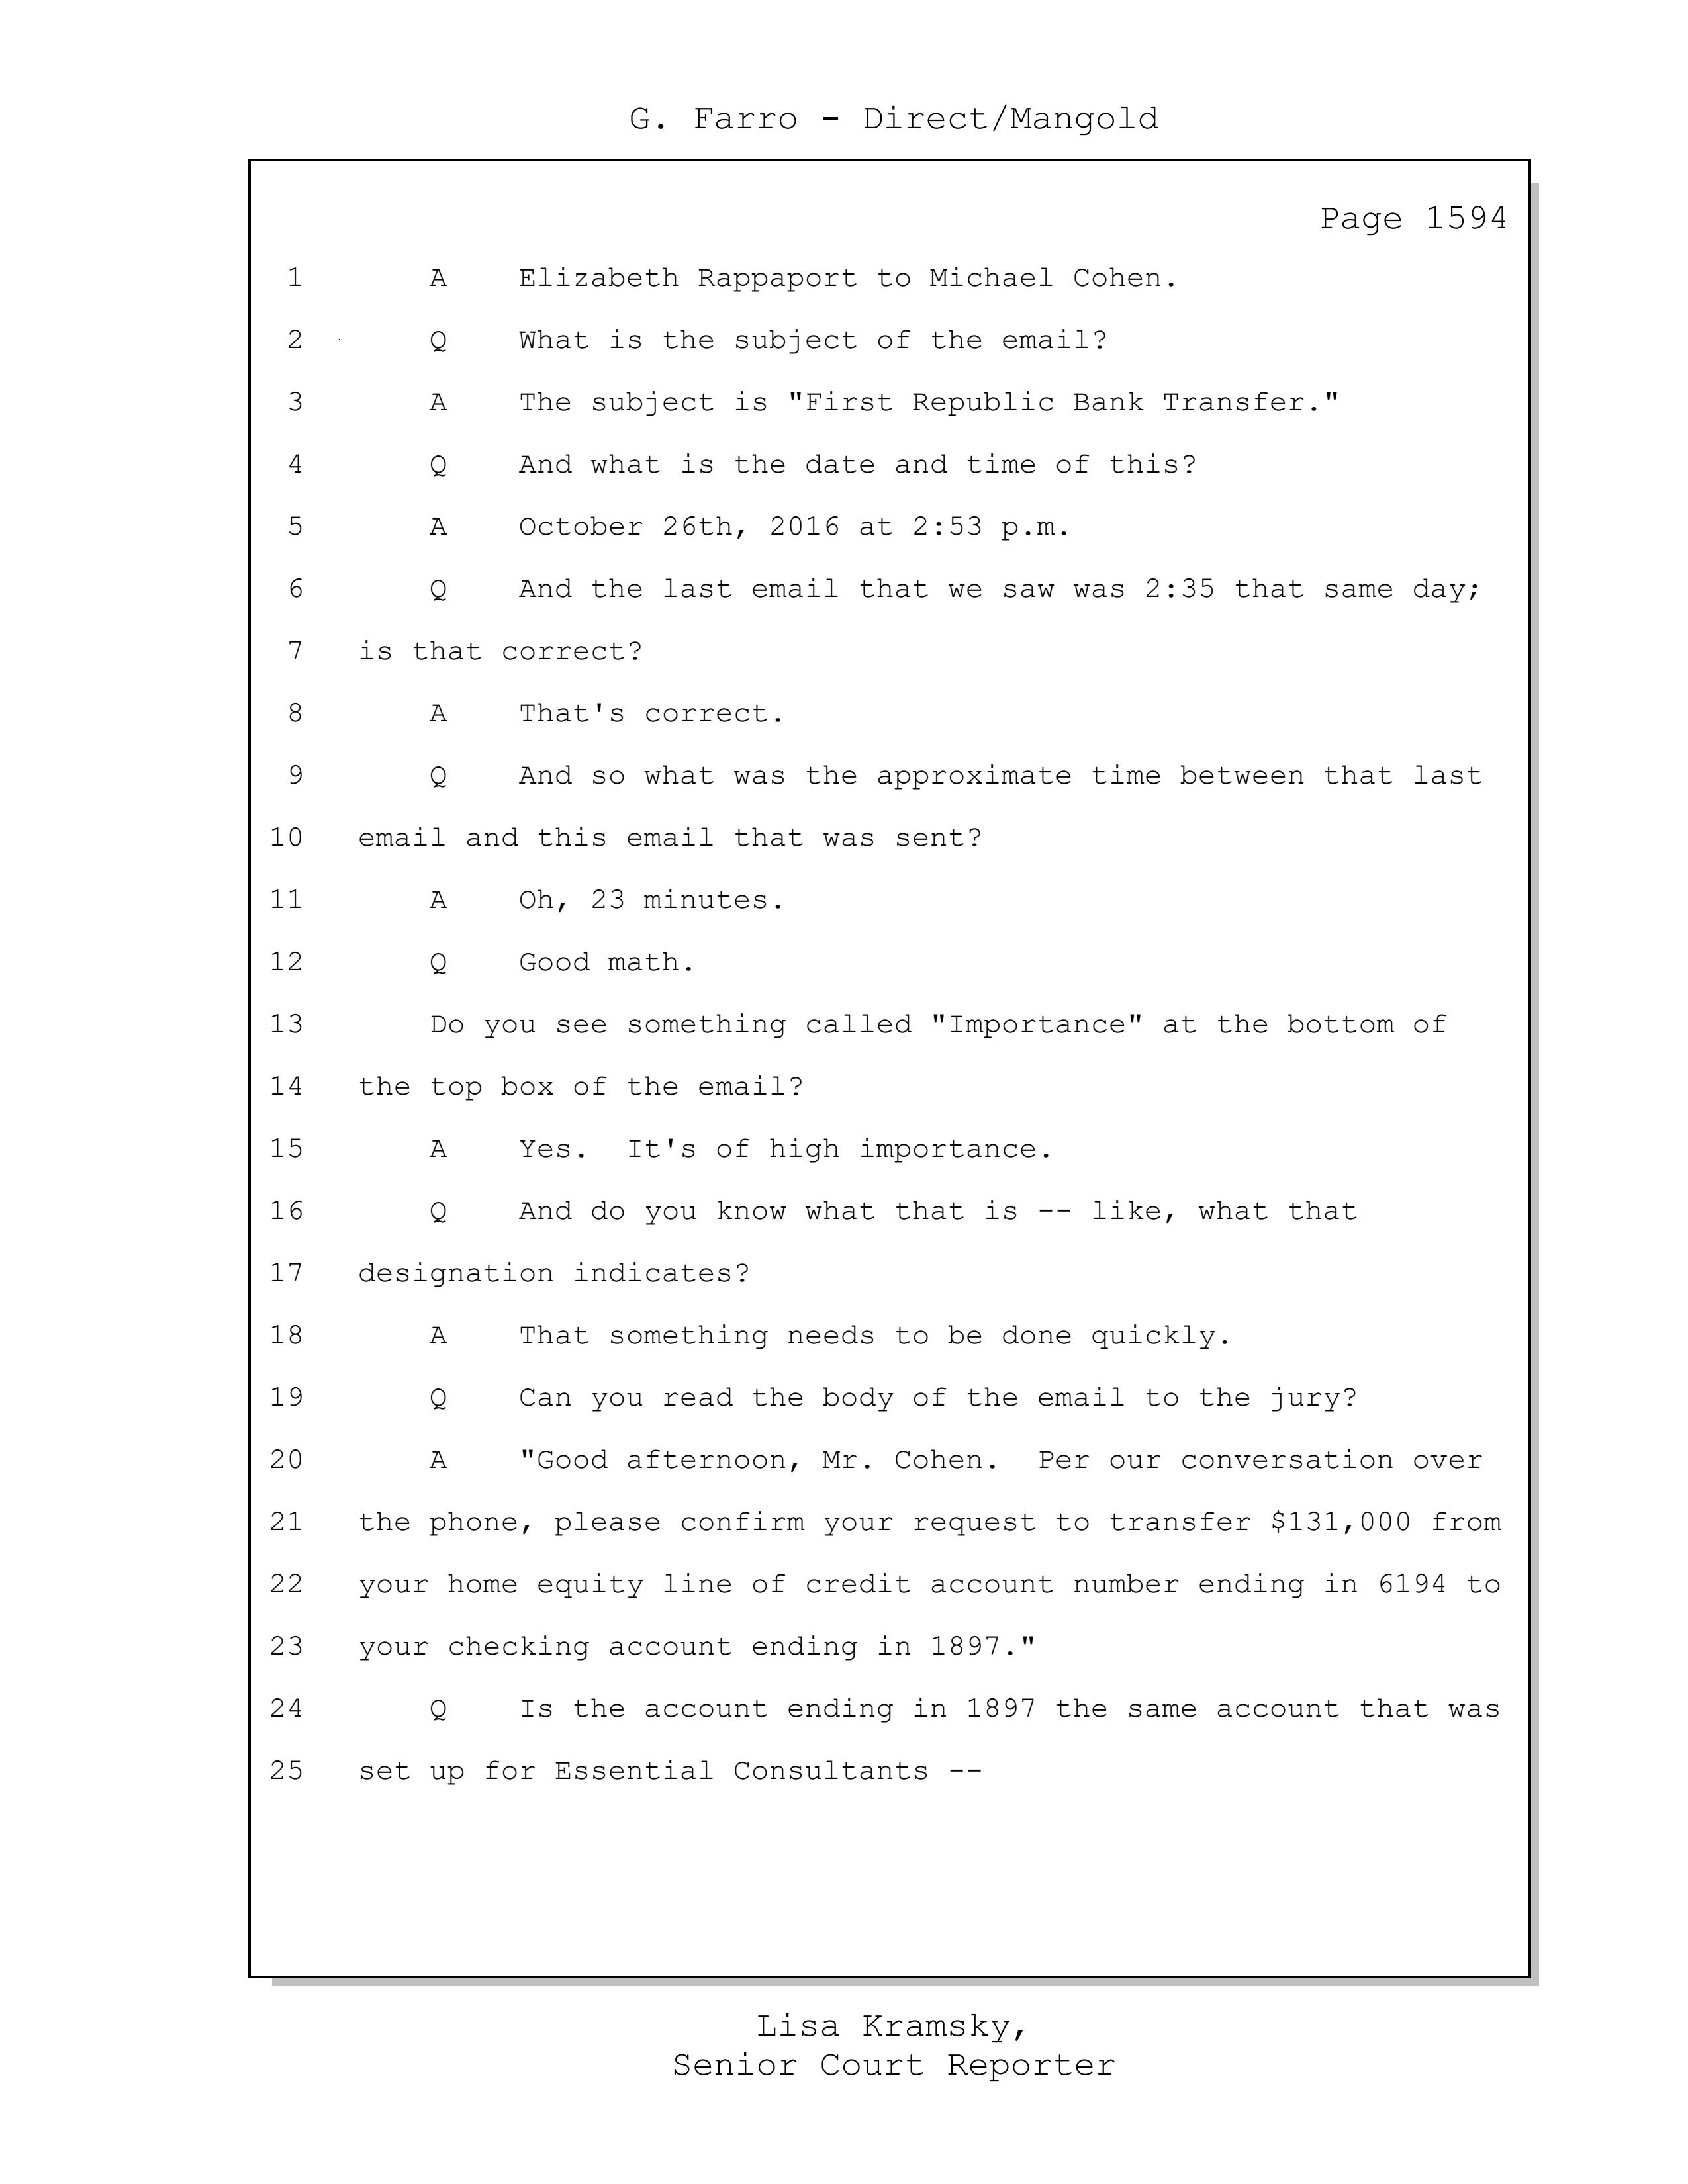 G. Farro - Direct/Mangold
Page 1594
1 A Elizabeth Rappaport to Michael Cohen.
2 Q What is the subject of the email?
3 A The subject is "First Republic Bank Transfer."
4 Q And what is the date and time of this?
5 A October 26th, 2016 at 2:53 p.m.
6 Q And the last email that we saw was 2:35 that same day;
7 is that correct?
8 A That's correct.
9 Q And so what was the approximate time between that last
10 email and this email that was sent?
11 A Oh, 23 minutes.
12 Q Good math.
13 Do you see something called "Importance" at the bottom of
14 the top box of the email?
15 A Yes. It's of high importance.
16 Q And do you know what that is -- like, what that
17 designation indicates?
18 A That something needs to be done quickly.
19 Q Can you read the body of the email to the jury?
20 A "Good afternoon, Mr. Cohen. Per our conversation over
21 the phone, please confirm your request to transfer $131,000 from
22 your home equity line of credit account number ending in 6194 to
23 your checking account ending in 1897."
24 Q Is the account ending in 1897 the same account that was
25 set up for Essential Consultants --
Lisa Kramsky,
Senior Court Reporter